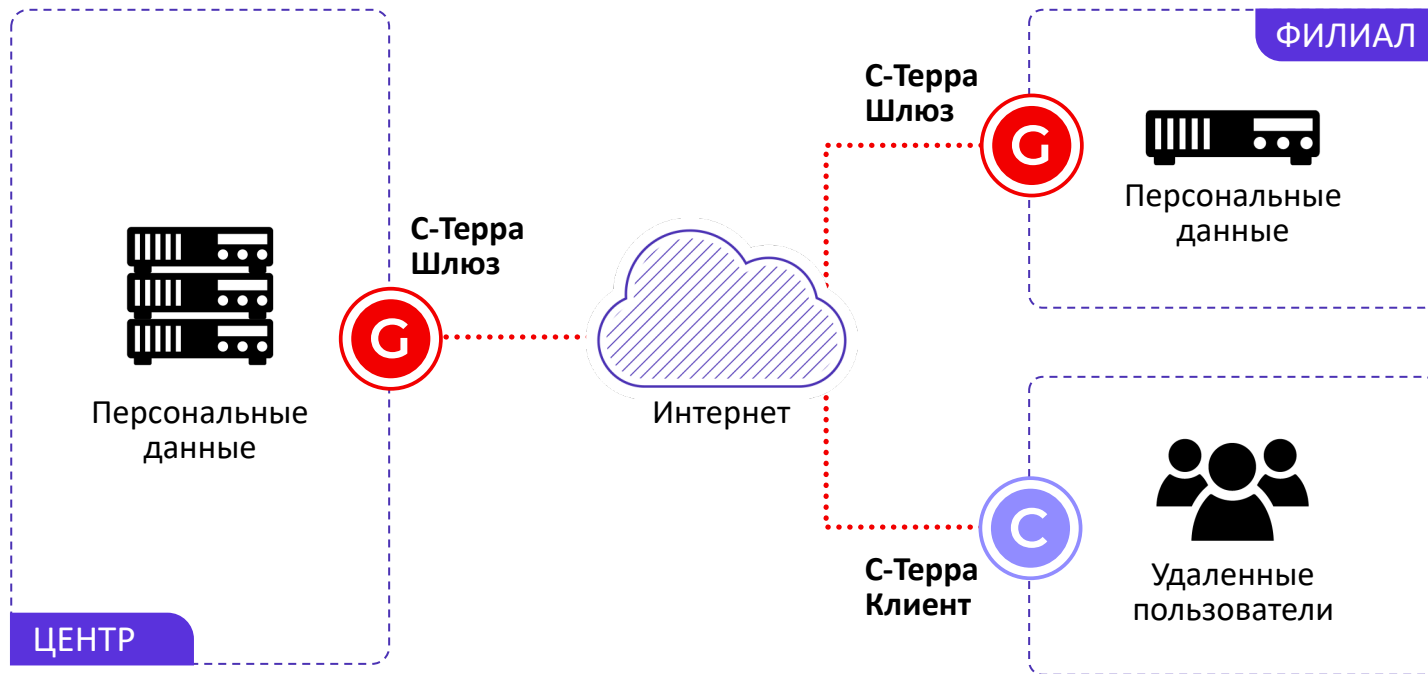 ФИЛИАЛ
С-Терра
Шлюз
G
Персональные
данные
С-Терра
Шлюз
G
Персональные
данные
Интернет
C
С-Терра
Клиент
Удаленные
пользователи
ЦЕНТР